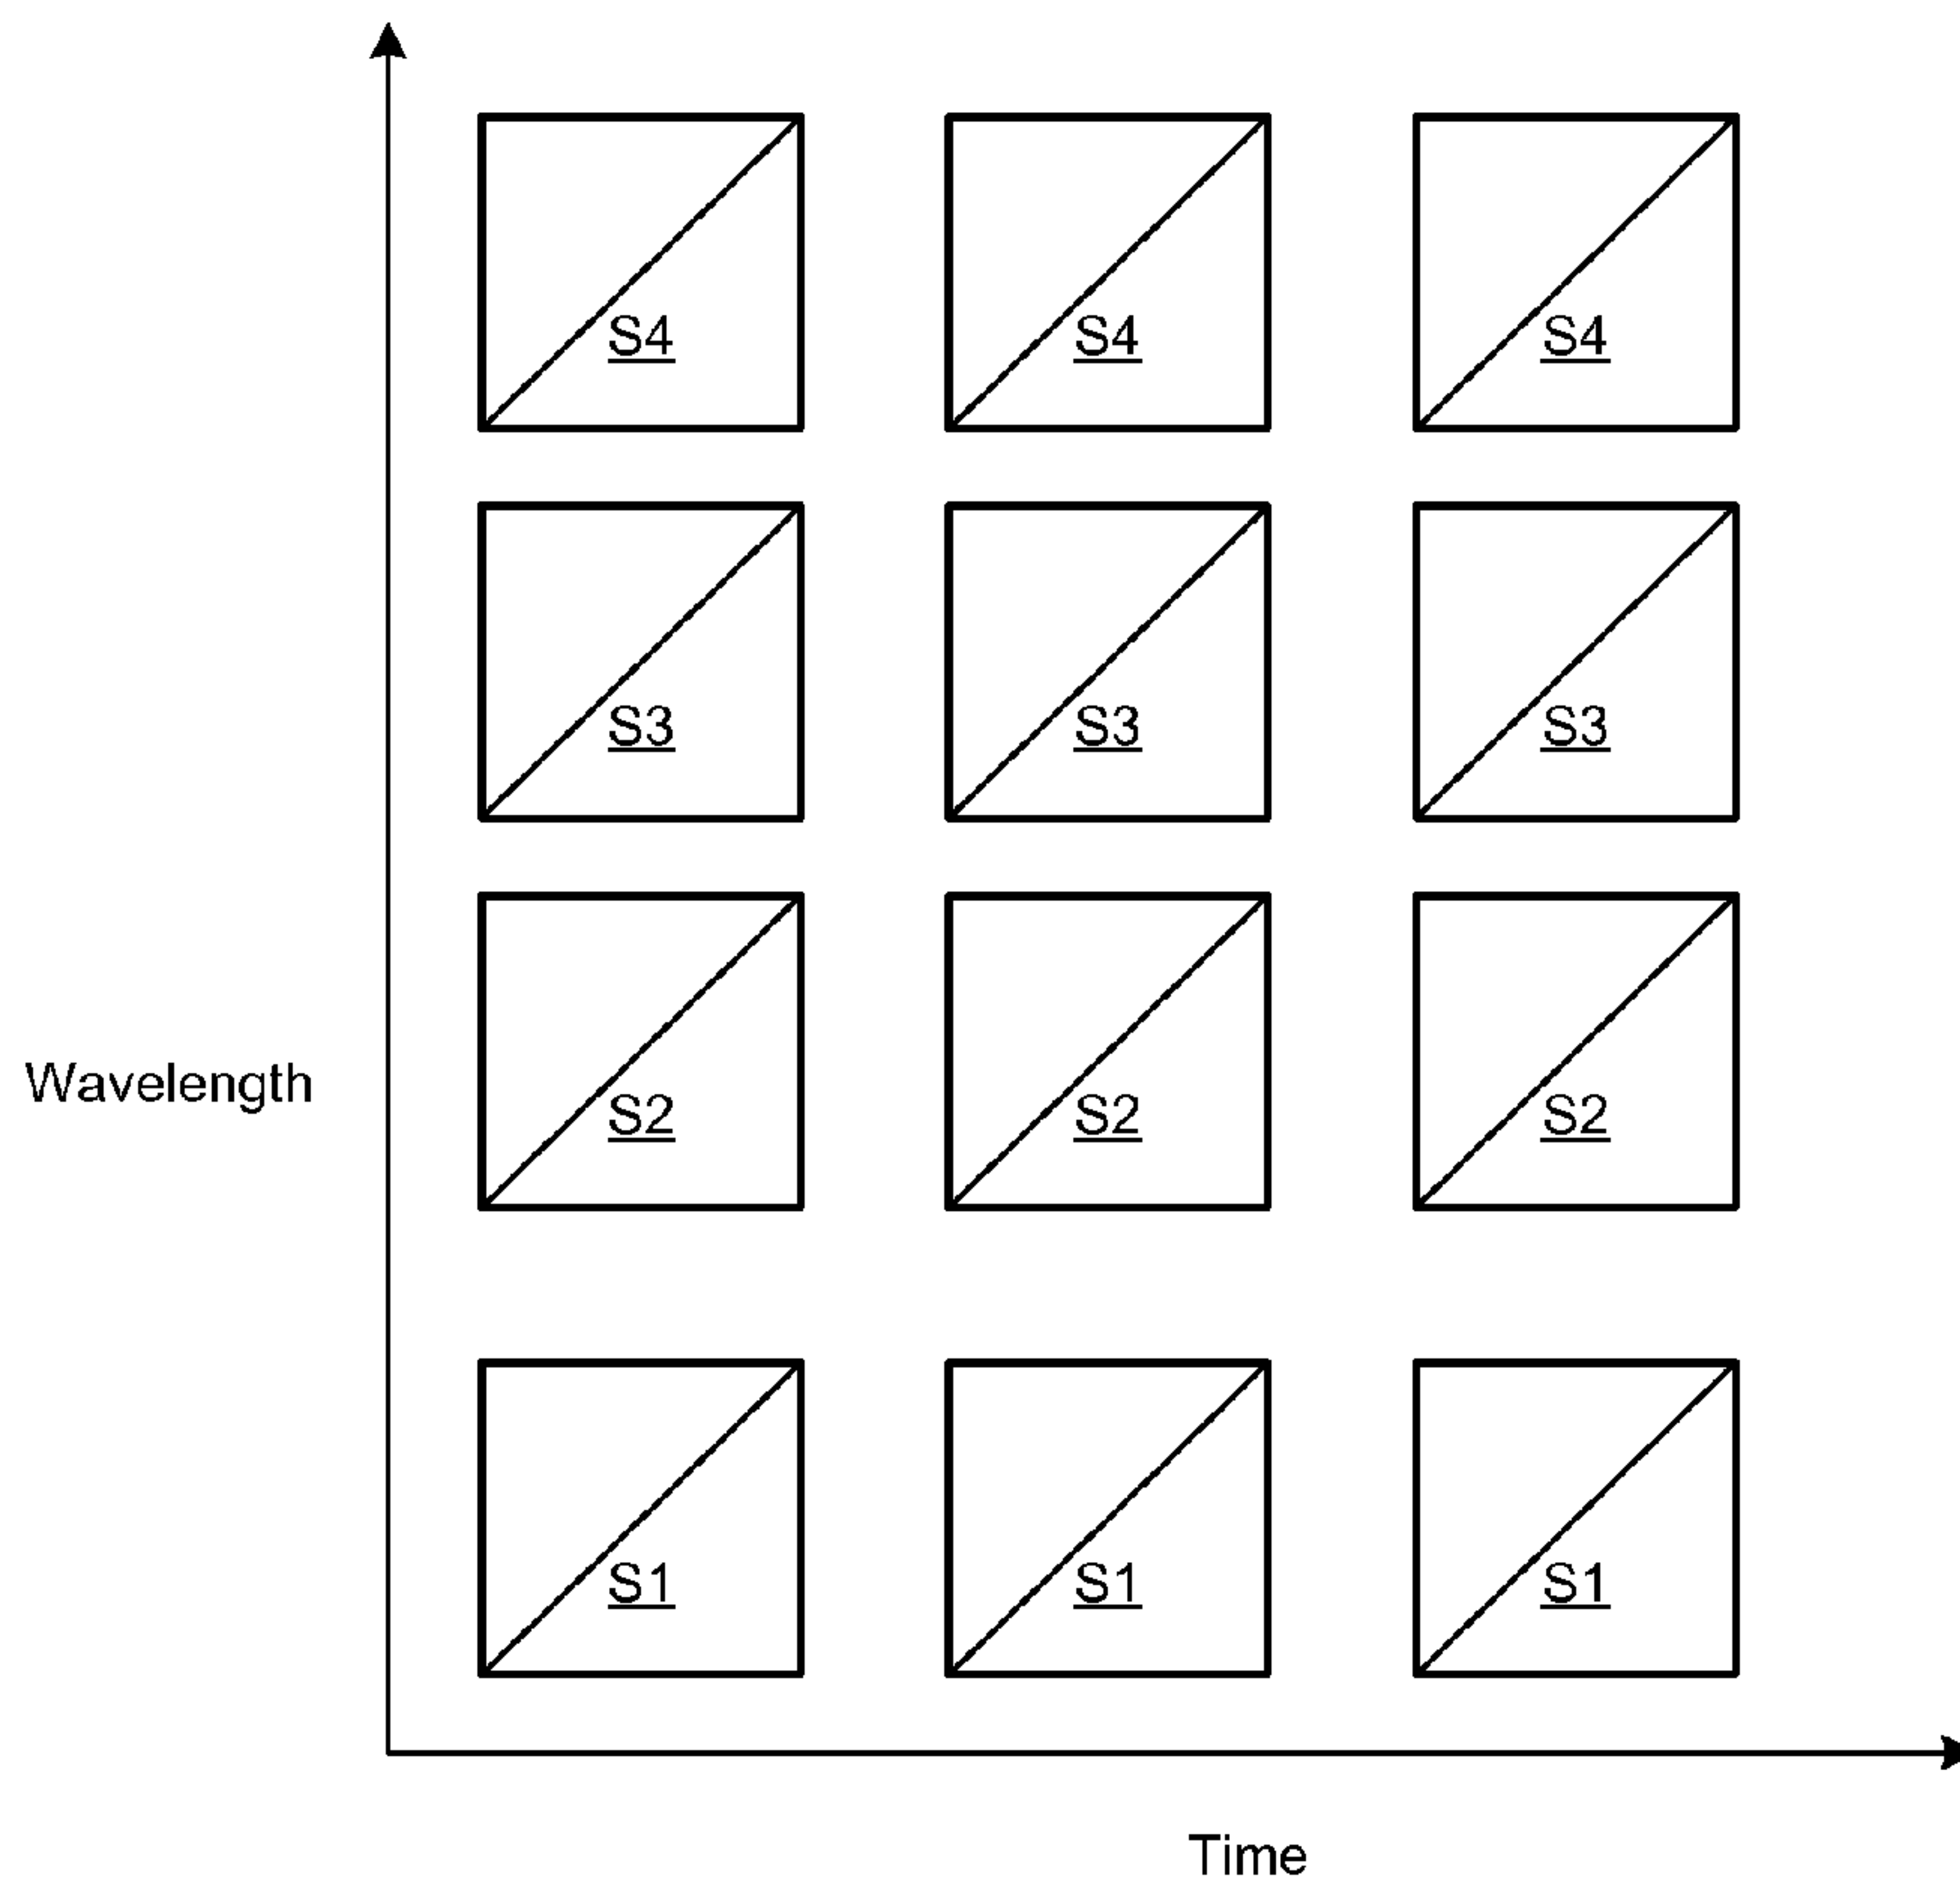 S4 S4 S4
S3 S3 S3
Wavelength
S2 S2 S2
S1 S1 S1
Time